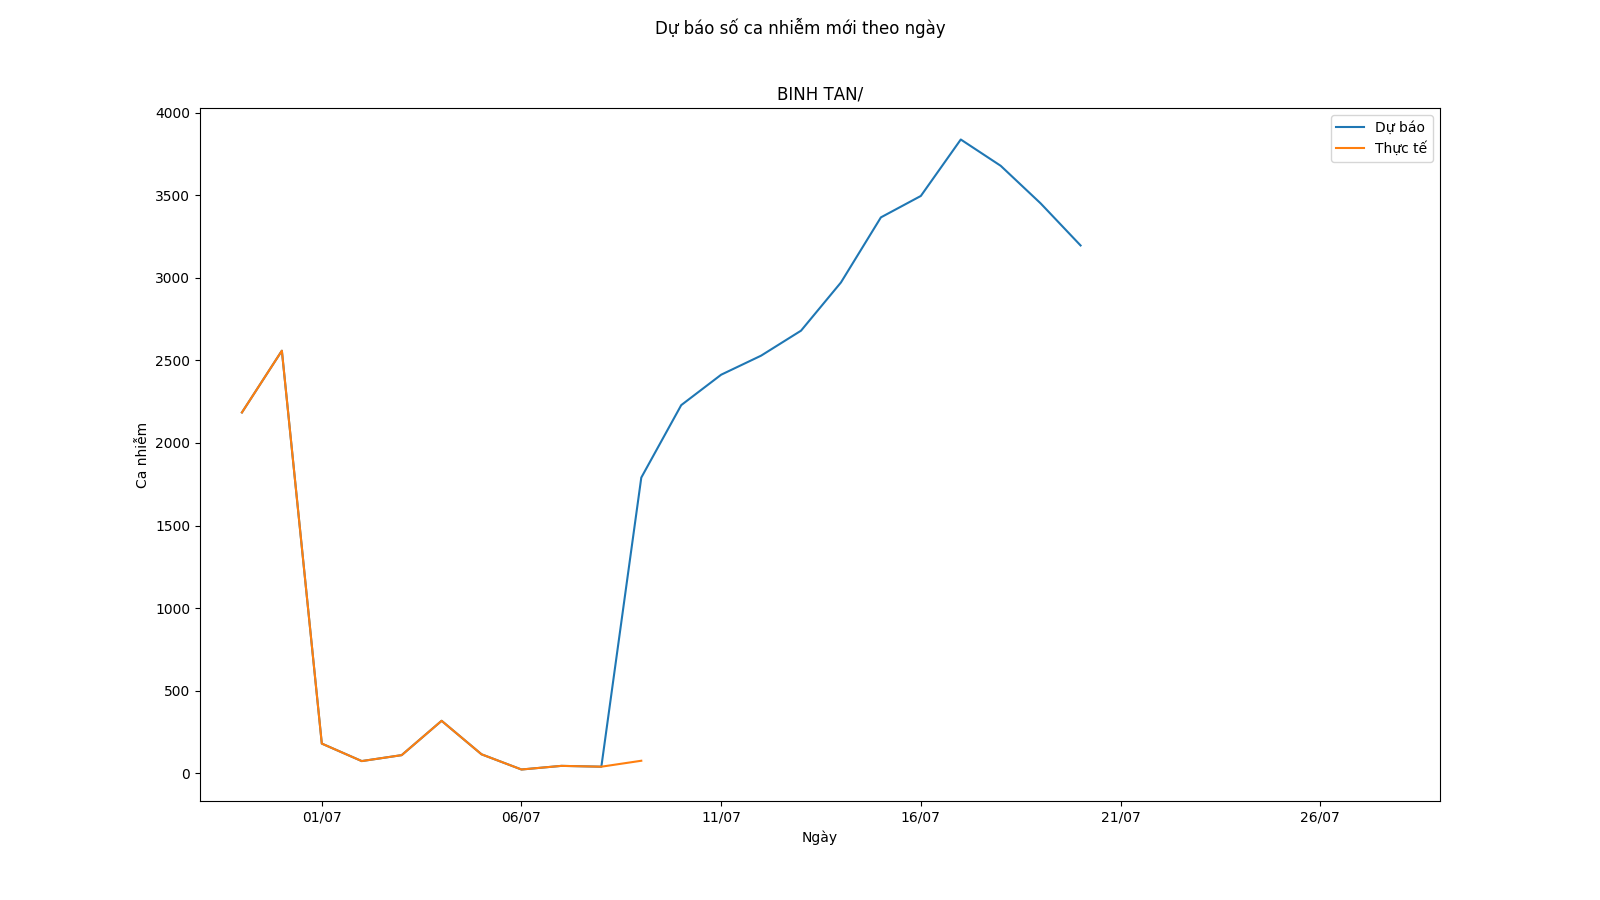 Dự báo số ca nhiễm mới theo ngày
BINH TAN/
Dự báo
Thực tế
4000
3500
3000
2500
2000
1500
1000
500
0
Ca nhiễm
01/07
06/07
11/07
16/07
21/07
26/07
Ngày